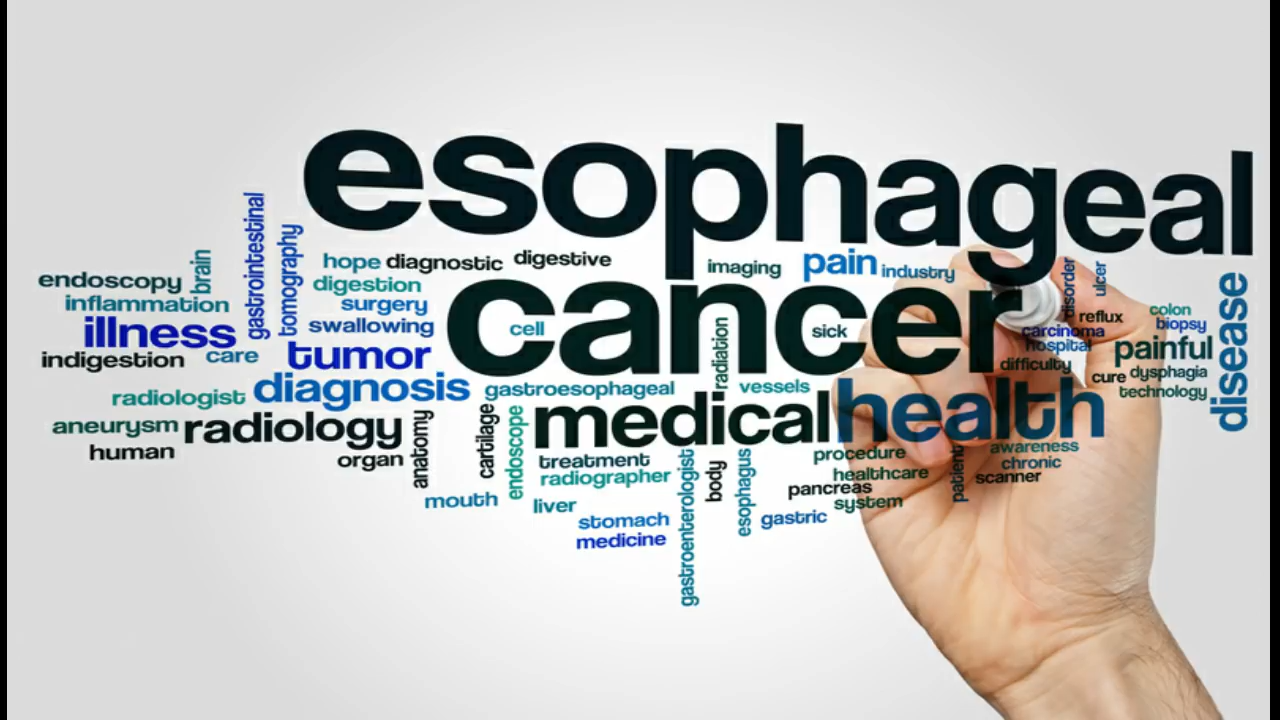 esophageal
cancer
medical health
hope diagnostic digestive
imaging pain industry
endoscopy brain gastrointestinal tomography
digestion
inflammation surgery
illness swallowing cell radiation sick
indigestion care tumor
disorder ulcer
reflux colon
carcinoma biopsy
hospital painful disease
difficulty cure dysphagia
technology
radiologist diagnosis gastroesophageal vessels
aneurysm radiology anatomy cartilage endoscope
human organ treatment
radiographer gastroenterologist body esophagus
procedure awareness
healthcare patient chronic
pancreas scanner
system
mouth liver
stomach gastric
medicine